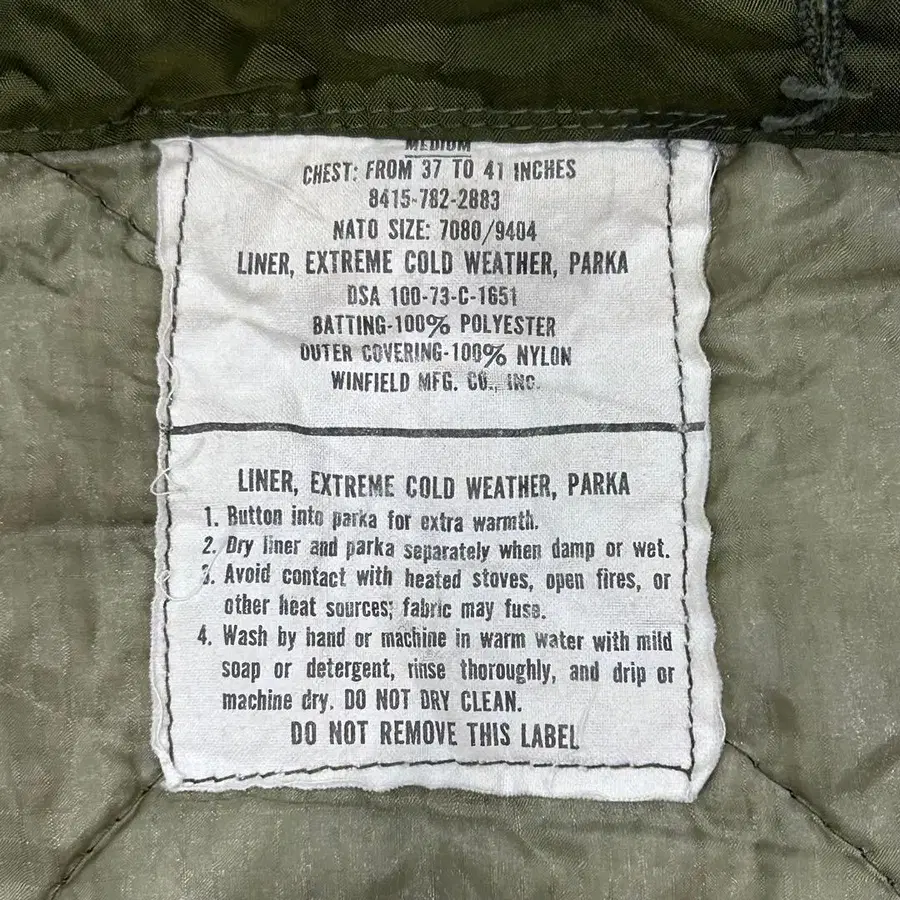 MEDIUM
CHEST: FROM 37 TO 41 INCHES
8415-782-2883
NATO SIZE: 7080/9404
LINER, EXTREME COLD WEATHER, PARKA
DSA 100-73-C-1651
BATTING-100% POLYESTER
OUTER COVERING-100% NYLON
WINFIELD MFG. CO., INC.
LINER, EXTREME COLD WEATHER, PARKA
1. Button into parka for extra warmth.
2. Dry liner and parka separately when damp or wet.
3. Avoid contact with heated stoves, open fires, or
other heat sources; fabric may fuse.
4. Wash by hand or machine in warm water with mild
soap or detergent, rinse thoroughly, and drip or
machine dry. DO NOT DRY CLEAN.
DO NOT REMOVE THIS LABEL